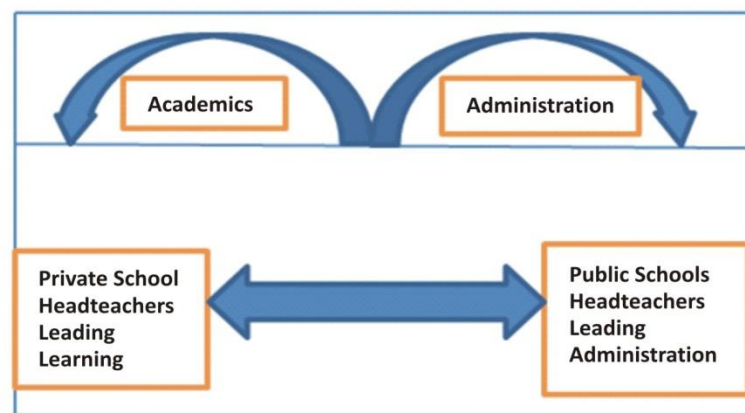 Academics
Administration
Private School
Headteachers
Leading
Learning
Public Schools
Headteachers
Leading
Administration